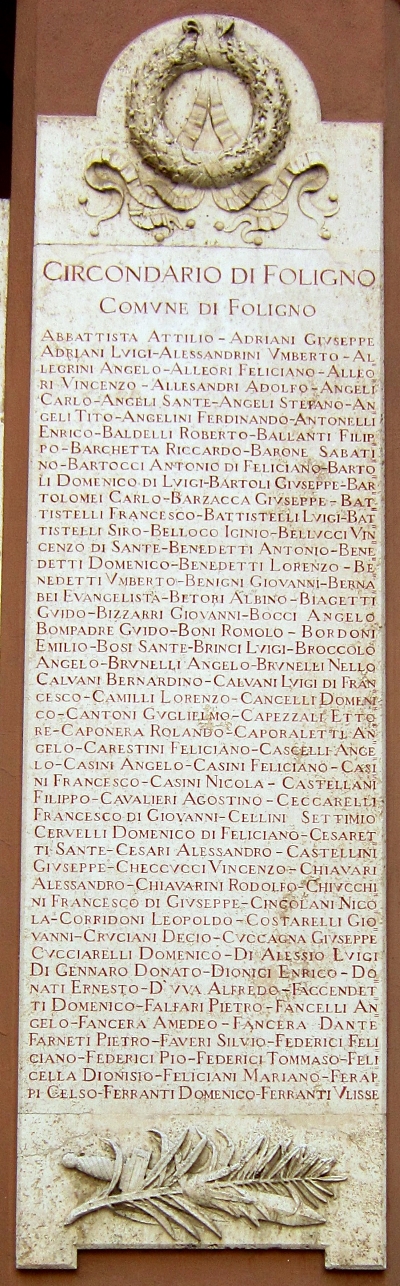 CIRCONDARIO DI FOLIGNO
COMVNE DI FOLIGNO
ABBATTISTA ATTILIO-ADRIANI GIVSEPPE
ADRIANI LVIGI-ALESSANDRINI VMBERTO-AL
LEGRINI ANGELO-ALLEORI FELICIANO-ALLEO
RI VINCENZO-ALLESANDRI ADOLFO-ANGELI
CARLO-ANGELI SANTE-ANGELI STEFANO-AN
GELI TITO-ANGELINI FERDINANDO-ANTONELLI
ENRICO-BALDELLI ROBERTO-BALLANTI FILIP
PO-BARCHETTA RICCARDO-BARONE SABATI
NO-BARTOCCI ANTONIO DI FELICIANO-BARTO
LI DOMENICO DI LUIGI-BARTOLI GIVSEPPE-BAR
TOLOMEI CARLO-BARZACCA GIVSEPPE-BAT
TISTELLI FRANCESCO-BATTISTELLI LUIGI-BAT
TISTELLI SIRO-BELLOCO IGINIO-BELLUCCI VIN
CENZO DI SANTE-BENEDETTI ANTONIO-BENE
DETTI DOMENICO-BENEDETTI LORENZO-BE
NEDETTI VMBERTO-BENIGNI GIOVANNI-BERNA
BEI EVANGELISTA-BETORI ALBINO-BIAGETTI
GVIDO-BIZZARRI GIOVANNI-BOCCI ANGELO
BOMPADRE GVIDO-BONI ROMOLO-BORDONI
EMILIO-BOSI SANTE-BRINCI LVIGI-BROCCOLO
ANGELO-BRVNELLI ANGELO-BRVNELLI NELLO
CALVANI BERNARDINO-CALVANI LVIGI DI FRAN
CESCO-CAMILLI LORENZO-CANCELLI DOMENI
CO-CANTONI GVGLIELMO-CAPEZZALI ETTO
RE-CAPONERA ROLANDO-CAPORALETTI AN
GELO-CARESTINI FELICIANO-CASCELLI ANGE
LO-CASINI ANGELO-CASINI FELICIANO-CASI
NI FRANCESCO-CASINI NICOLA-CASTELLANI
FILIPPO-CAVALIERI AGOSTINO-CECCARELLI
FRANCESCO DI GIOVANNI-CELLINI SETTIMIO
CERVELLI DOMENICO DI FELICIANO-CESARET
TI SANTE-CESARI ALESSANDRO-CASTELLINI
GIVSEPPE-CHECCVCCI VINCENZO-CHIAVARI
ALESSANDRO-CHIAVARINI RODOLFO-CHIVCCHI
NI FRANCESCO DI GIVSEPPE-CINGOLANI NICO
LA-CORRIDONI LEOPOLDO-COSTARELLI GIO
VANNI-CRVCIANI DECIO-CVCCAGNA GIVSEPPE
CVCCIARELLI DOMENICO-DI ALESSIO LVIGI
DI GENNARO DONATO-DIONIGI ENRICO-DO
NATI ERNESTO-D'VVA ALFREDO-FACCENDET
TI DOMENICO-FALFARI PIETRO-FANCELLI AN
GELO-FANCERA AMEDEO-FANCERA DANTE
FARNETI PIETRO-FAVERI SILVIO-FEDERICI FELI
CIANO-FEDERICI PIO-FEDERICI TOMMASO-FELI
CELLA DIONISIO-FELICIANI MARIANO-FERAP
PI CELSO-FERRANTI DOMENICO-FERRANTI VLISSE